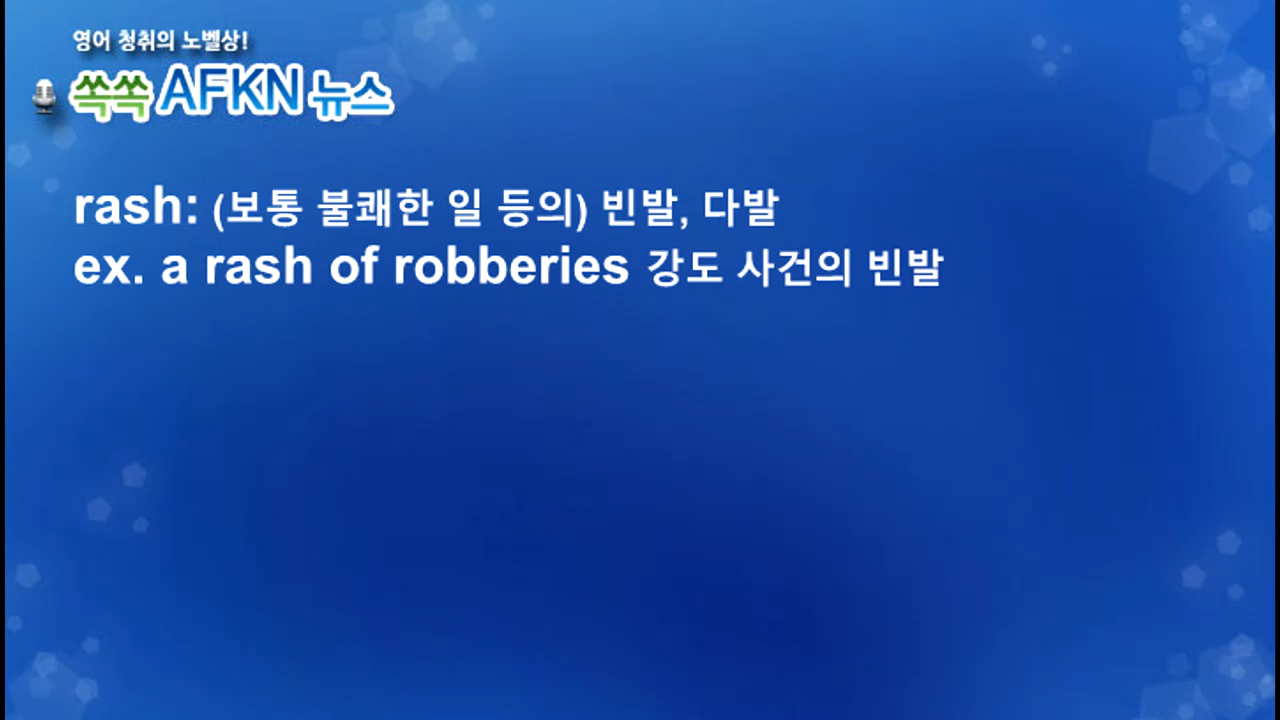 영어 청취의 노벨상!
쏙쏙 AFKN 뉴스
rash: (보통 불쾌한 일 등의) 빈발, 다발
ex. a rash of robberies 강도 사건의 빈발